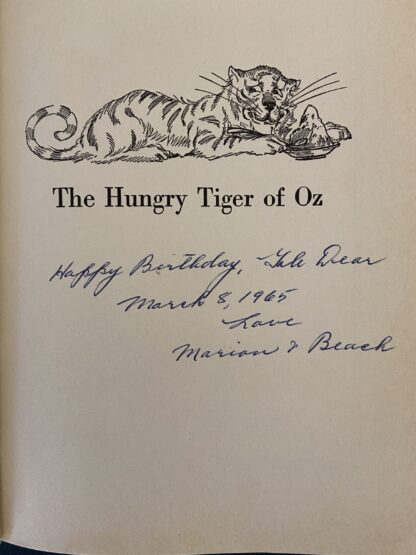 The Hungry Tiger of Oz
Happy Birthday, Dear
March 8, 1965
Love
Marion & Beach